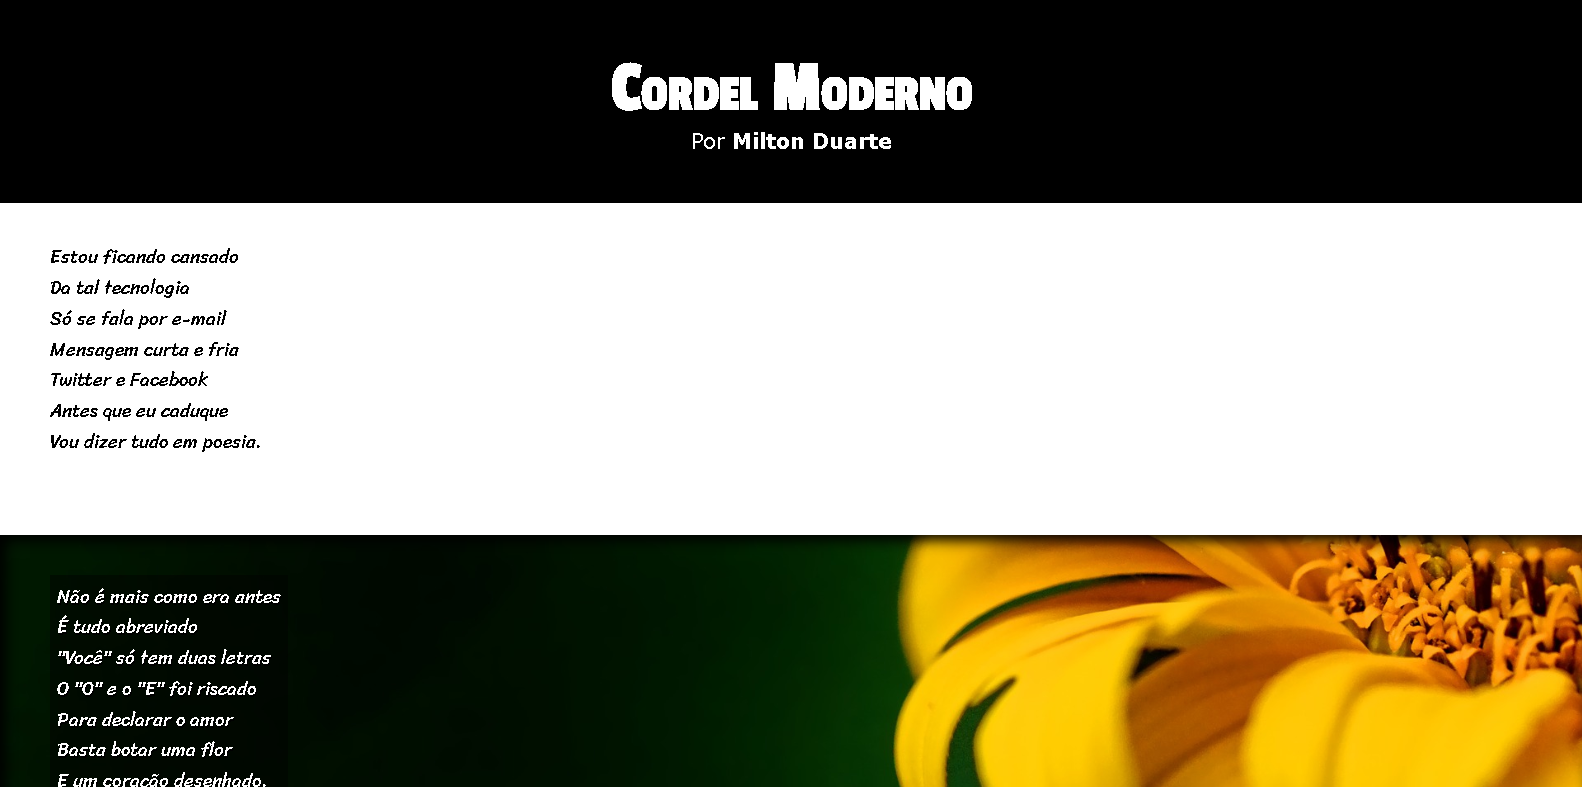 Cordel Moderno
Por Milton Duarte
Estou ficando cansado
Da tal tecnologia
Só se fala por e-mail
Mensagem curta e fria
Twitter e Facebook
Antes que eu caduque
Vou dizer tudo em poesia.
Não é mais como era antes
É tudo abreviado
"Você" só tem duas letras
O "O" e o "E" foi riscado
Para declarar o amor
Basta botar uma flor
E um coração desenhado.